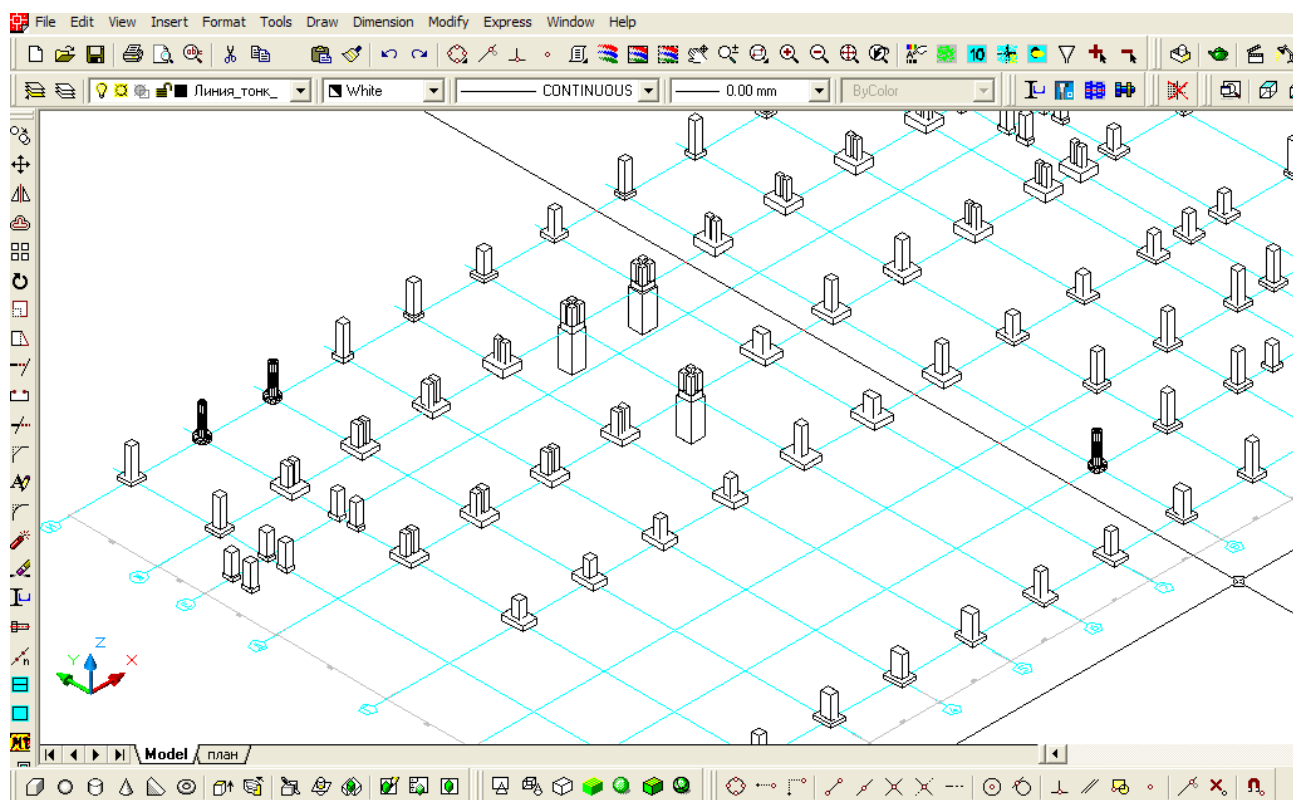 File Edit View Insert Format Tools Draw Dimension Modify Express Window Help
10
Линия_тонк_ White CONTINUOUS 0.00 mm ByColor
Z
Y X
Model план